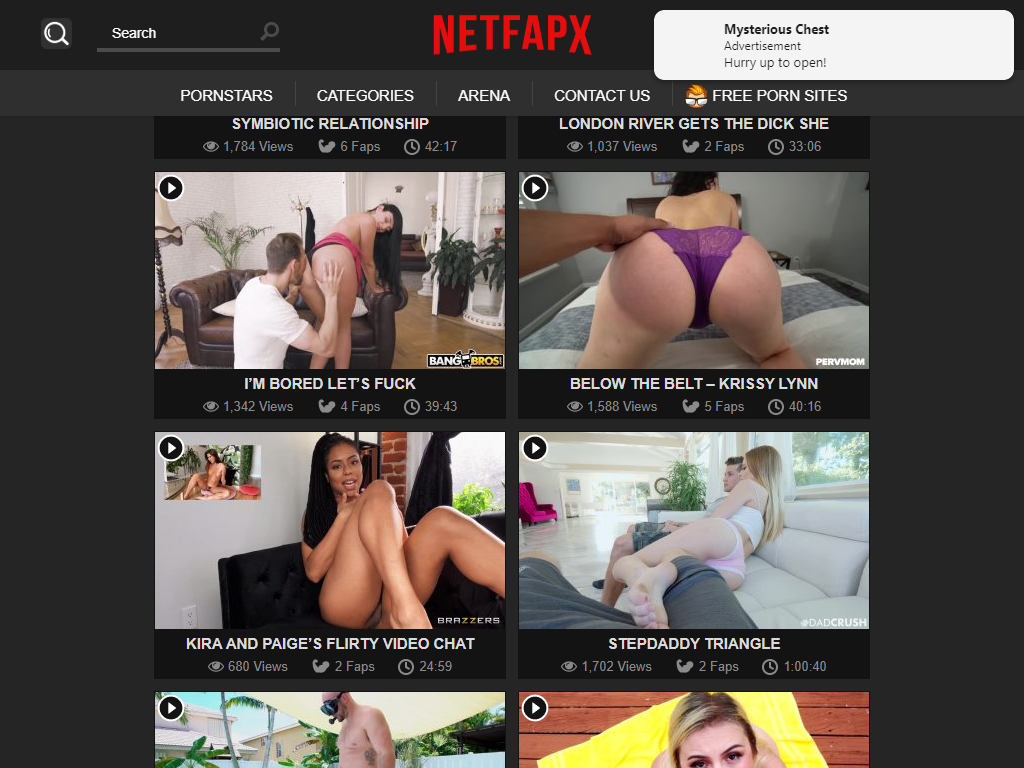 Search
NETFAPX
Mysterious Chest
Advertisement
Hurry up to open!
PORNSTARS
CATEGORIES
ARENA
CONTACT US
FREE PORN SITES
SYMBIOTIC RELATIONSHIP
1,784 Views 6 Faps 42:17
LONDON RIVER GETS THE DICK SHE
1,037 Views 2 Faps 33:06
BANG BROS!
PERVMOM
I'M BORED LET'S FUCK
1,342 Views 4 Faps 39:43
BELOW THE BELT – KRISSY LYNN
1,588 Views 5 Faps 40:16
BRAZZERS
@DADCRUSH
KIRA AND PAIGE'S FLIRTY VIDEO CHAT
680 Views 2 Faps 24:59
STEPDADDY TRIANGLE
1,702 Views 2 Faps 1:00:40